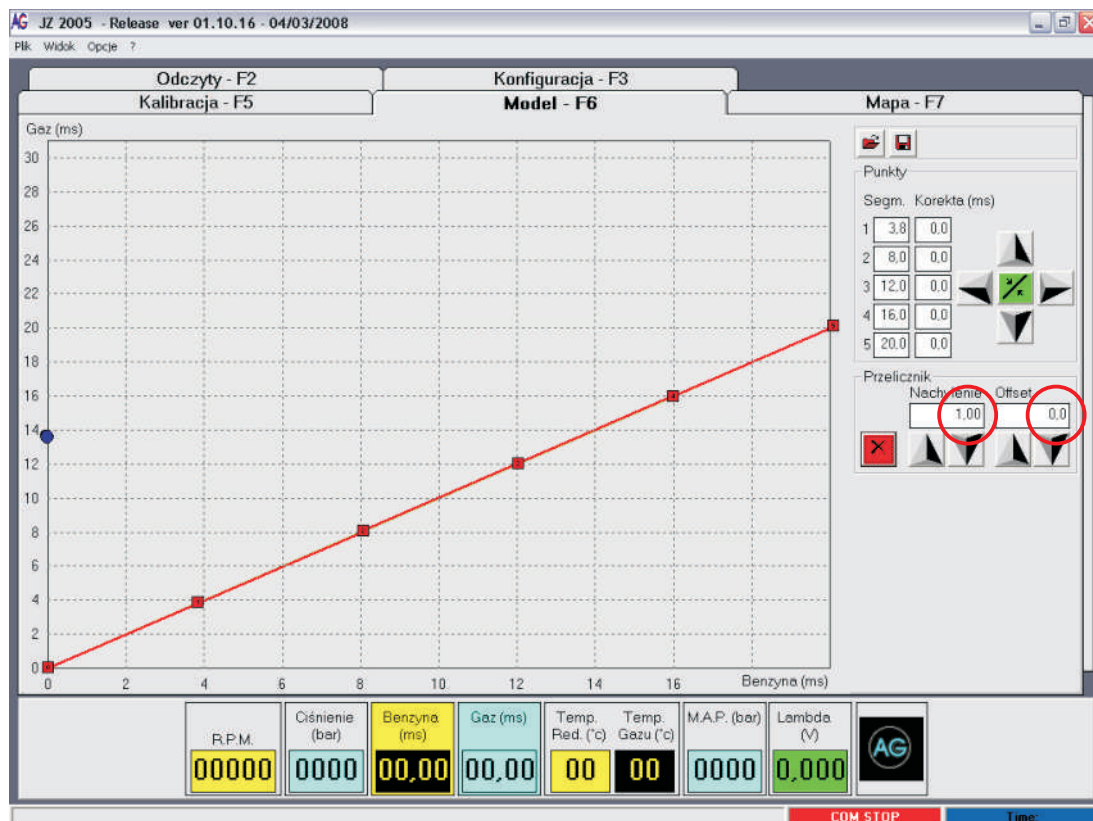 AG JZ 2005 - Release ver 01.10.16 - 04/03/2008
Plik Widok Opcje ?
Odczyty - F2 Konfiguracja - F3
Kalibracja - F5 Model - F6 Mapa - F7
Gaz (ms)
30
28
26
24
22
20
18
16
14
12
10
8
6
4
2
0
0 2 4 6 8 10 12 14 16 Benzyna (ms)
Punkty
Segm. Korekta (ms)
1 3,8 0,0
2 8,0 0,0
3 12,0 0,0
4 16,0 0,0
5 20,0 0,0
Przelicznik
Nachylenie Offset
1,00 0,0
R.P.M.
00000
Ciśnienie
(bar)
0000
Benzyna
(ms)
00,00
Gaz (ms)
00,00
Temp. Temp.
Red. (°c) Gazu (°c)
00 00
M.A.P. (bar)
0000
Lambda
(V)
0,000
AG
COM STOP Time: